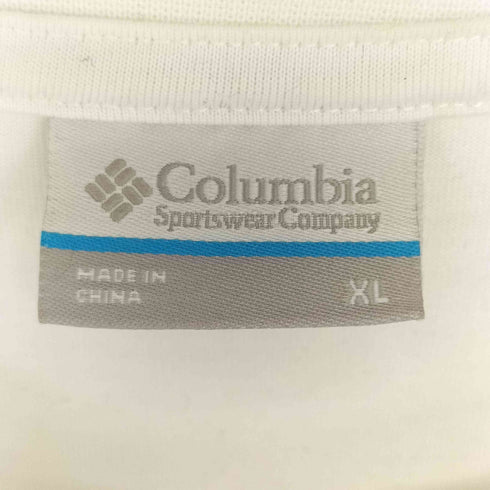 Columbia
Sportswear Company
MADE IN
CHINA
XL